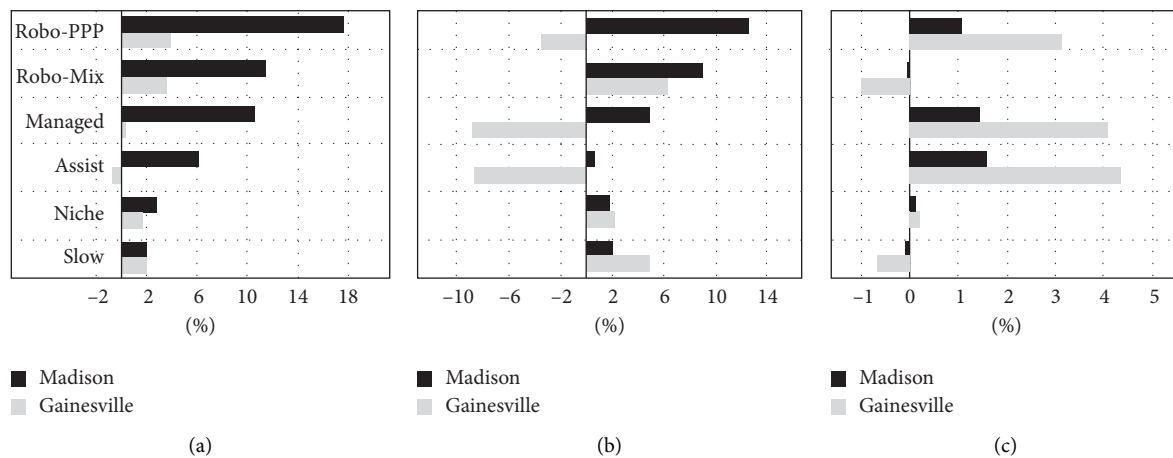 Robo-PPP
Robo-Mix
Managed
Assist
Niche
Slow
–2 2 6 10 14 18
(%)
Madison
Gainesville
(a)
–10 –6 –2 2 6 10 14
(%)
Madison
Gainesville
(b)
–1 0 1 2 3 4 5
(%)
Madison
Gainesville
(c)